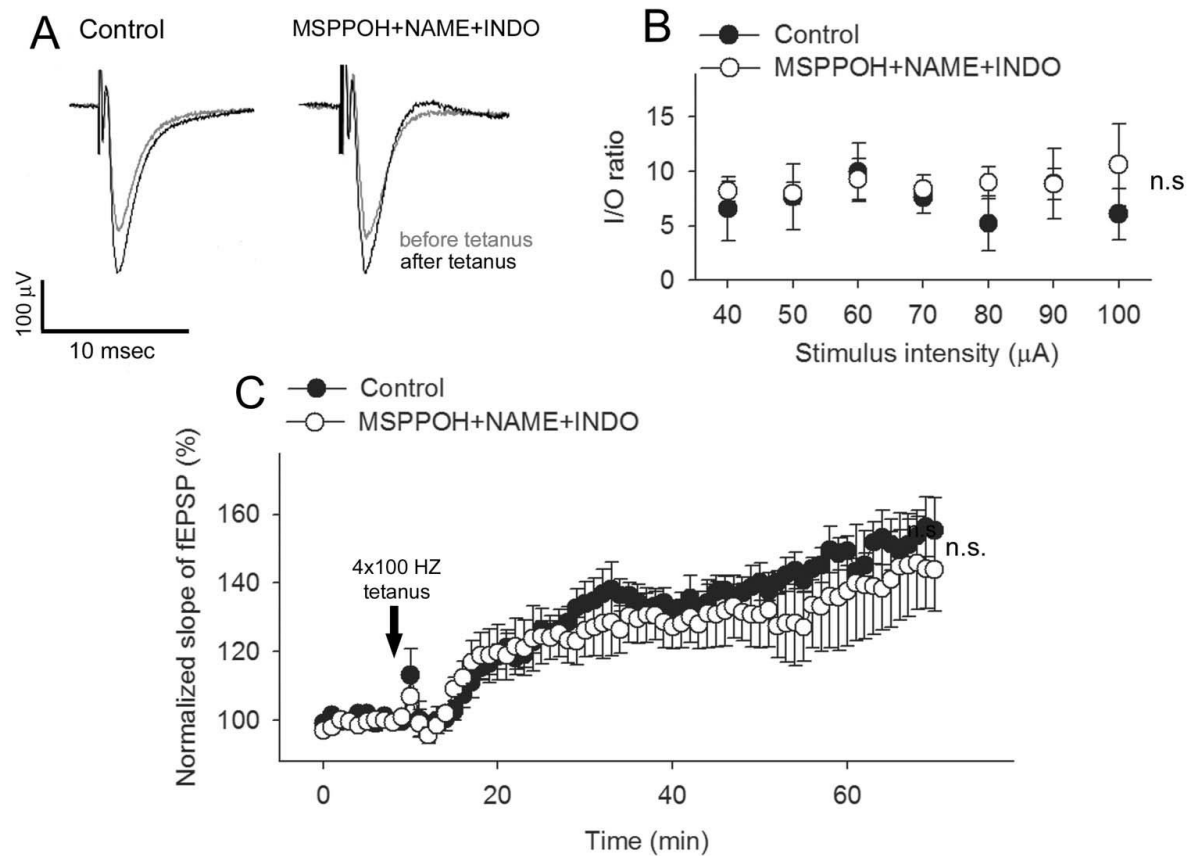 A
Control
MSPPOH+NAME+INDO
before tetanus
after tetanus
100 μV
10 msec
B
Control
MSPPOH+NAME+INDO
I/O ratio
15
10
5
0
n.s
40 50 60 70 80 90 100
Stimulus intensity (μA)
C
Control
MSPPOH+NAME+INDO
Normalized slope of fEPSP (%)
160
140
120
100
4x100 HZ
tetanus
n.s.
n.s.
0 20 40 60
Time (min)